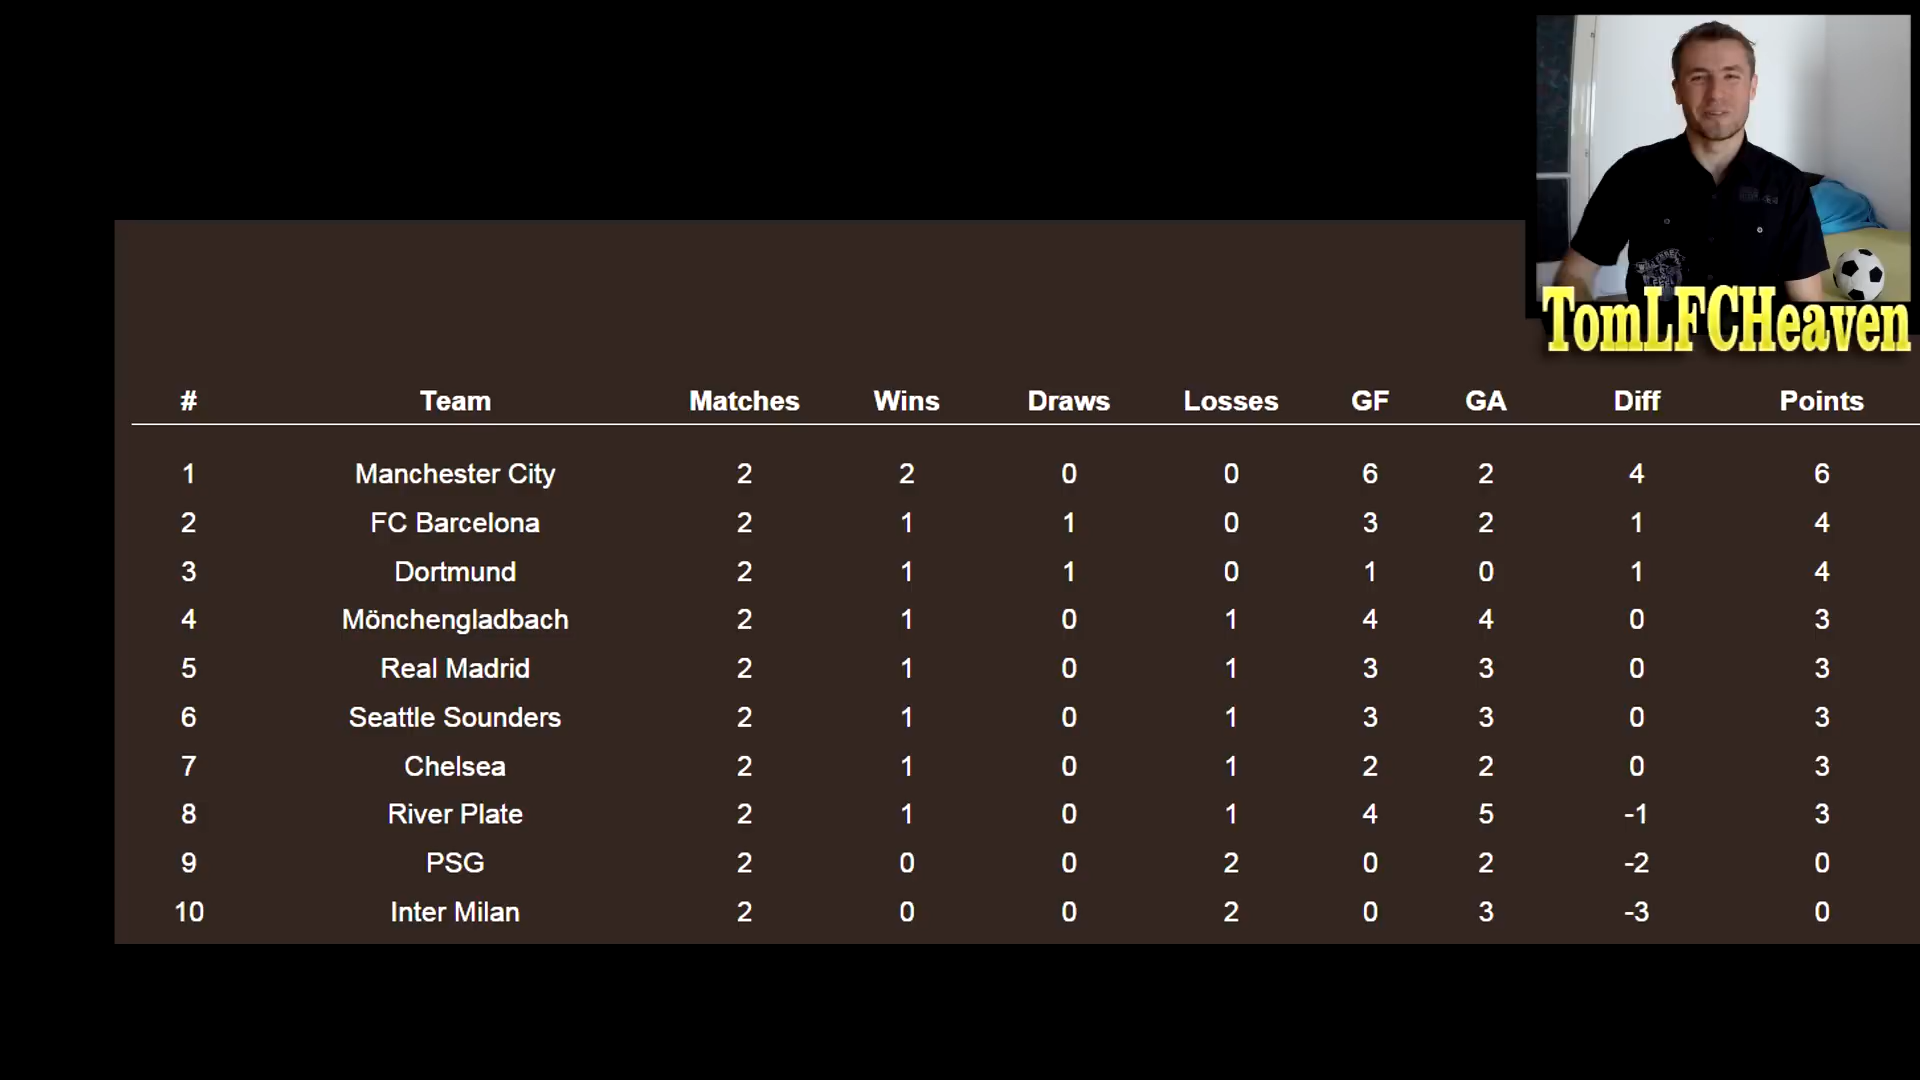 TomLFCHeaven
# Team Matches Wins Draws Losses GF GA Diff Points
1 Manchester City 2 2 0 0 6 2 4 6
2 FC Barcelona 2 1 1 0 3 2 1 4
3 Dortmund 2 1 1 0 1 0 1 4
4 Mönchengladbach 2 1 0 1 4 4 0 3
5 Real Madrid 2 1 0 1 3 3 0 3
6 Seattle Sounders 2 1 0 1 3 3 0 3
7 Chelsea 2 1 0 1 2 2 0 3
8 River Plate 2 1 0 1 4 5 -1 3
9 PSG 2 0 0 2 0 2 -2 0
10 Inter Milan 2 0 0 2 0 3 -3 0